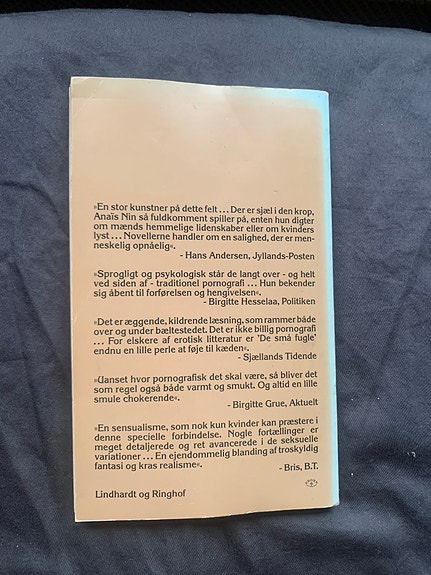 »En stor kunstner på dette felt ... Der er sjæl i den krop,
Anaïs Nin så fuldkomment spiller på, enten hun digter
om mænds hemmelige lidenskaber eller om kvinders
lyst ... Novellerne handler om en salighed, der er men-
neskelig opnåelig«.
- Hans Andersen, Jyllands-Posten
»Sprogligt og psykologisk står de langt over - og helt
ved siden af - traditionel pornografi ... Hun bekender
sig åbent til forførelsen og hengivelsen«.
- Birgitte Hesselaa, Politiken
»Det er æggende, kildrende læsning, som rammer både
over og under bæltestedet. Det er ikke billig pornografi
... For elskere af erotisk litteratur er 'De små fugle'
endnu en lille perle at føje til kæden«.
- Sjællands Tidende
»Uanset hvor pornografisk det skal være, så bliver det
som regel også både varmt og smukt. Og altid en lille
smule chokerende«.
- Birgitte Grue, Aktuelt
»En sensualisme, som nok kun kvinder kan præstere i
denne specielle forbindelse. Nogle fortællinger er
meget detaljerede og ret avancerede i de seksuelle
variationer ... En ejendommelig blanding af troskyldig
fantasi og kras realisme«.
- Bris, B.T.
Lindhardt og Ringhof